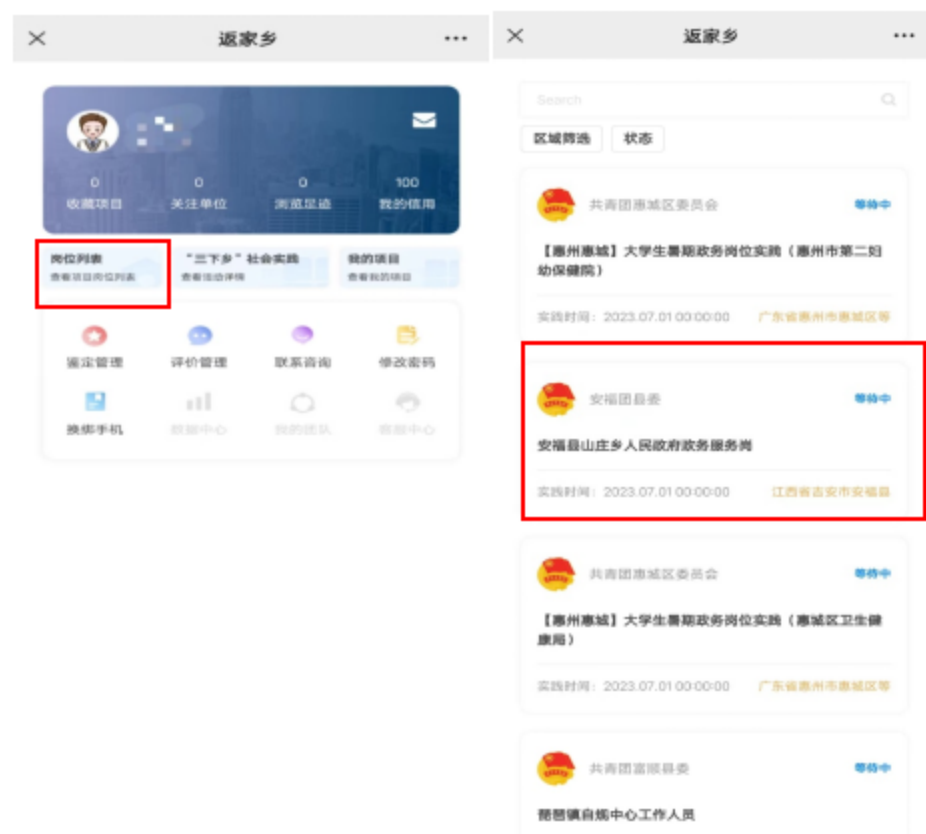 返家乡
0
0
0
100
收藏项目
关注单位
浏览足迹
我的信用
岗位列表
查看项目岗位列表
“三下乡”社会实践
查看活动详情
我的项目
查看我的项目
鉴定管理
评价管理
联系咨询
修改密码
换绑手机
数据中心
我的团队
客服中心
返家乡
Search
区域筛选
状态
共青团惠城区委员会
等待中
【惠州惠城】大学生暑期政务岗位实践（惠州市第二妇
幼保健院）
实践时间：2023.07.01 00:00:00
广东省惠州市惠城区等
安福团县委
等待中
安福县山庄乡人民政府政务服务岗
实践时间：2023.07.01 00:00:00
江西省吉安市安福县
共青团惠城区委员会
等待中
【惠州惠城】大学生暑期政务岗位实践（惠城区卫生健
康局）
实践时间：2023.07.01 00:00:00
广东省惠州市惠城区等
共青团富顺县委
等待中
琵琶镇自规中心工作人员